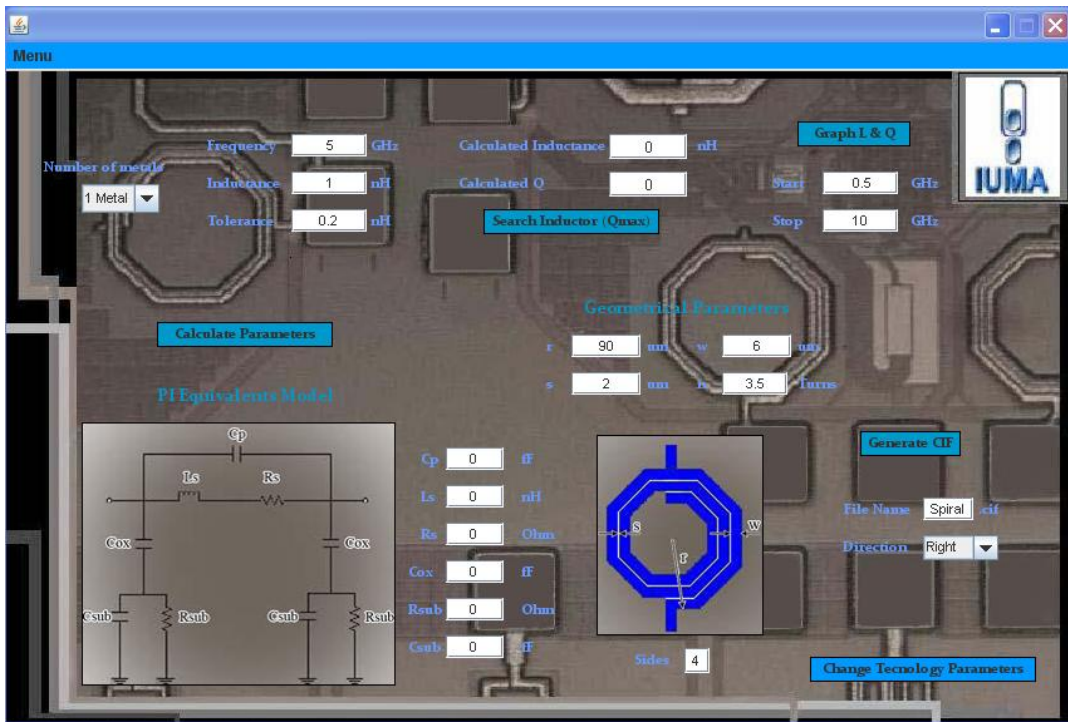 Menu
Number of metals
1 Metal
Frequency 5 GHz
Inductance 1 nH
Tolerance 0.2 nH
Calculated Inductance 0 nH
Calculated Q 0
Search Inductor (Qmax)
Graph L & Q
Start 0.5 GHz
Stop 10 GHz
IUMA
Calculate Parameters
Geometrical Parameters
r 90 um w 6 um
s 2 um n 3.5 Turns
PI Equivalents Model
Cp
Ls Rs
Cox Cox
Csub Rsub Csub Rsub
Cp 0 fF
Ls 0 nH
Rs 0 Ohm
Cox 0 fF
Rsub 0 Ohm
Csub 0 fF
s w
r
Sides 4
Generate CIF
File Name Spiral .cif
Direction Right
Change Tecnology Parameters